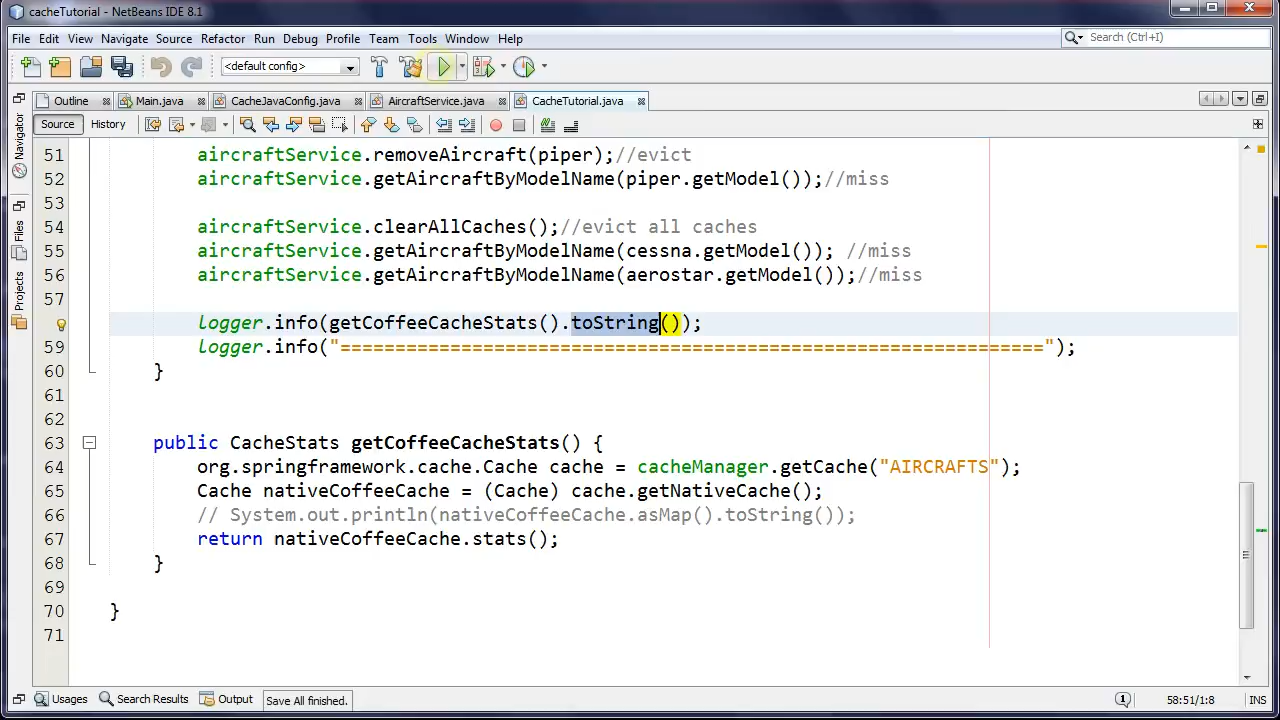 cacheTutorial - NetBeans IDE 8.1
File Edit View Navigate Source Refactor Run Debug Profile Team Tools Window Help
Search (Ctrl+I)
<default config>
Outline Main.java CacheJavaConfig.java AircraftService.java CacheTutorial.java
Source History
Navigator
Files
Projects
51 aircraftService.removeAircraft(piper);//evict
52 aircraftService.getAircraftByModelName(piper.getModel());//miss
53
54 aircraftService.clearAllCaches();//evict all caches
55 aircraftService.getAircraftByModelName(cessna.getModel()); //miss
56 aircraftService.getAircraftByModelName(aerostar.getModel());//miss
57
logger.info(getCoffeeCacheStats().toString());
59 logger.info("================================================================");
60 }
61
62
63 public CacheStats getCoffeeCacheStats() {
64 org.springframework.cache.Cache cache = cacheManager.getCache("AIRCRAFTS");
65 Cache nativeCoffeeCache = (Cache) cache.getNativeCache();
66 // System.out.println(nativeCoffeeCache.asMap().toString());
67 return nativeCoffeeCache.stats();
68 }
69
70 }
71
Usages Search Results Output Save All finished. 1 58:51/1:8 INS